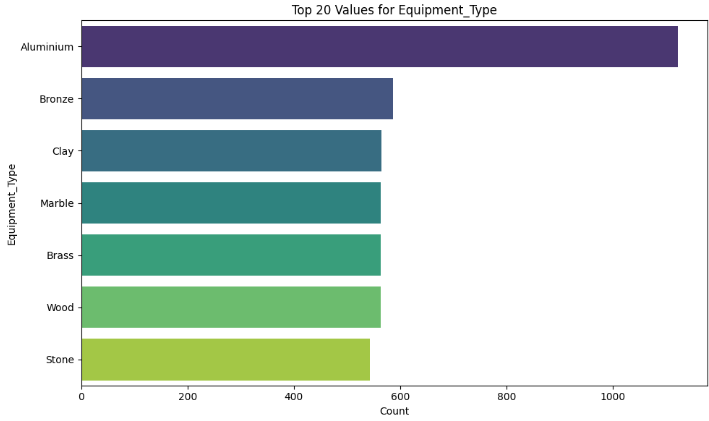 Top 20 Values for Equipment_Type
Equipment_Type
Aluminium
Bronze
Clay
Marble
Brass
Wood
Stone
0 200 400 600 800 1000
Count